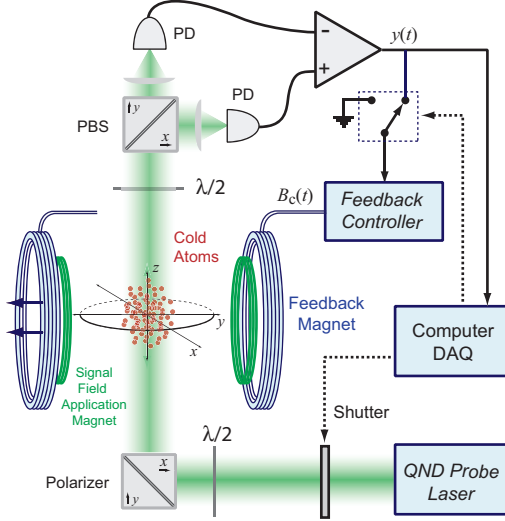 PD
y(t)
-
+
PD
y
x
PBS
λ/2
B_c(t)
Feedback
Controller
Cold
Atoms
z
y
x
Feedback
Magnet
Signal
Field
Application
Magnet
Computer
DAQ
Shutter
λ/2
Polarizer
x
y
QND Probe
Laser